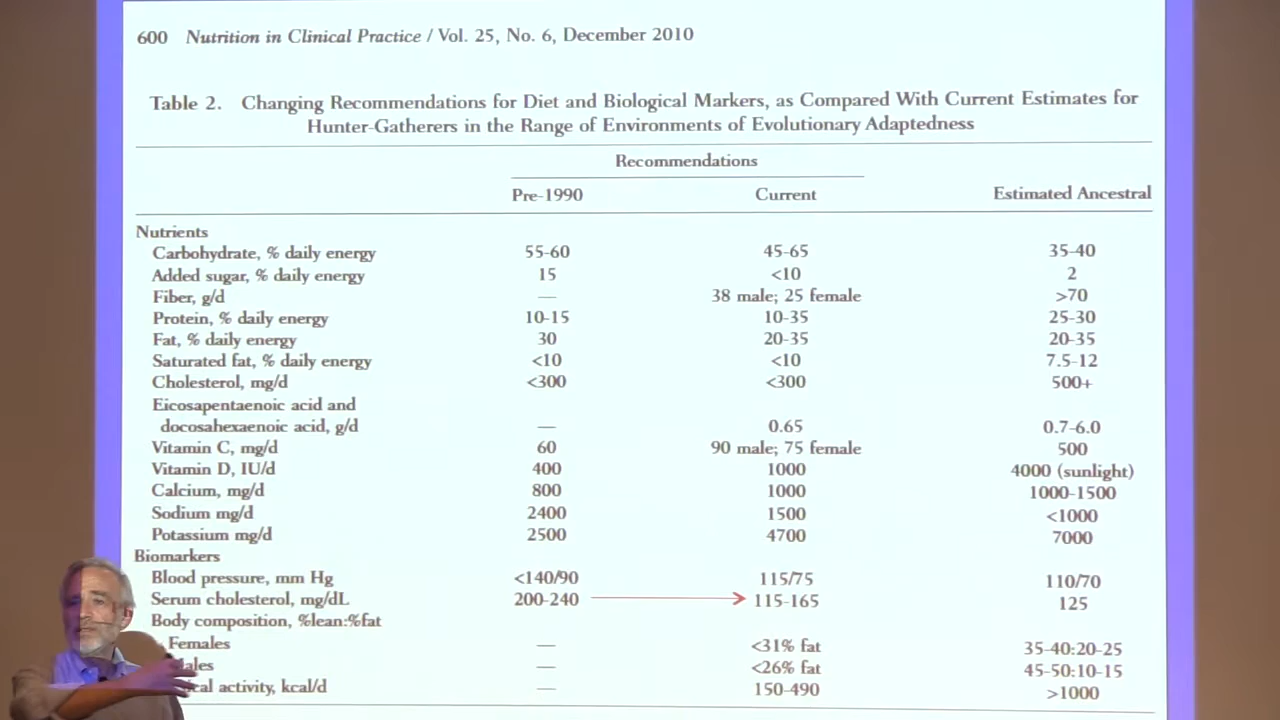 600 Nutrition in Clinical Practice / Vol. 25, No. 6, December 2010
Table 2. Changing Recommendations for Diet and Biological Markers, as Compared With Current Estimates for
Hunter-Gatherers in the Range of Environments of Evolutionary Adaptedness
Recommendations
Pre-1990 Current Estimated Ancestral
Nutrients
Carbohydrate, % daily energy 55-60 45-65 35-40
Added sugar, % daily energy 15 <10 2
Fiber, g/d — 38 male; 25 female >70
Protein, % daily energy 10-15 10-35 25-30
Fat, % daily energy 30 20-35 20-35
Saturated fat, % daily energy <10 <10 7.5-12
Cholesterol, mg/d <300 <300 500+
Eicosapentaenoic acid and
docosahexaenoic acid, g/d — 0.65 0.7-6.0
Vitamin C, mg/d 60 90 male; 75 female 500
Vitamin D, IU/d 400 1000 4000 (sunlight)
Calcium, mg/d 800 1000 1000-1500
Sodium mg/d 2400 1500 <1000
Potassium mg/d 2500 4700 7000
Biomarkers
Blood pressure, mm Hg <140/90 115/75 110/70
Serum cholesterol, mg/dL 200-240 115-165 125
Body composition, %lean:%fat
Females — <31% fat 35-40:20-25
— <26% fat 45-50:10-15
activity, kcal/d — 150-490 >1000